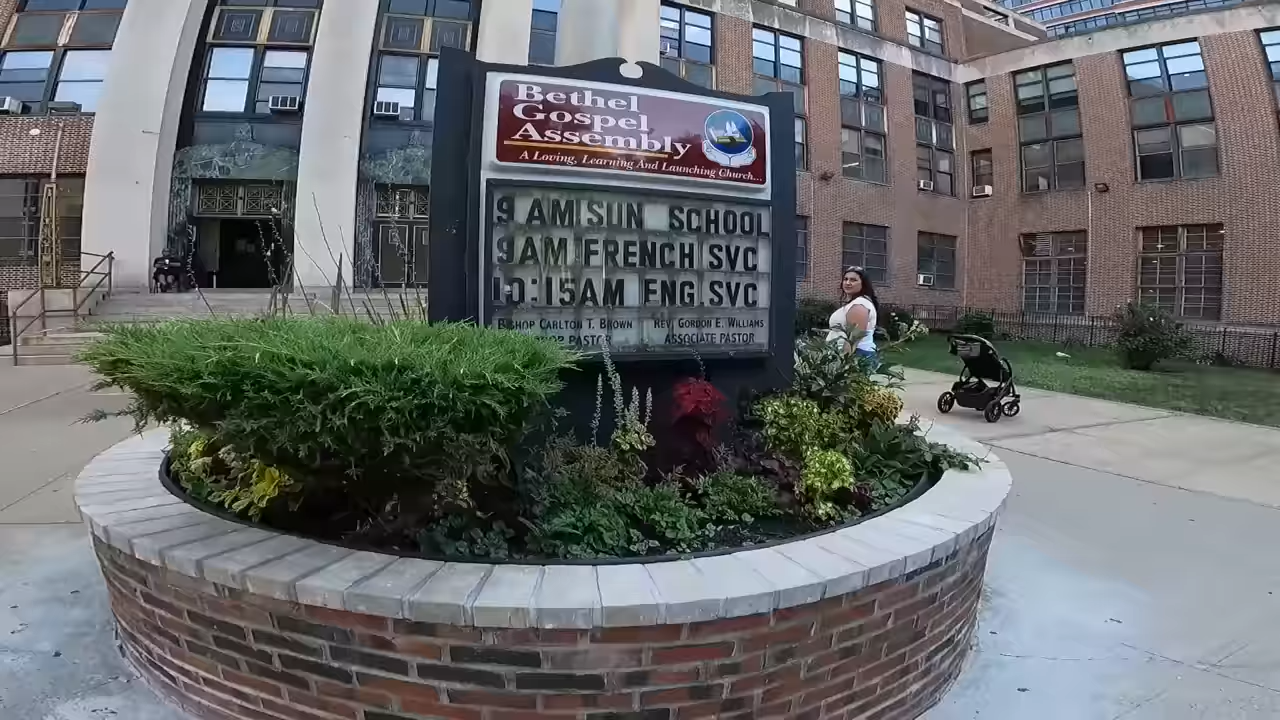 Bethel
Gospel
Assembly
A Loving, Learning And Launching Church...
9 AM SUN SCHOOL
9AM FRENCH SVC
10:15AM ENG SVC
BISHOP CARLTON T. BROWN REV. GORDON E. WILLIAMS
PASTOR ASSOCIATE PASTOR